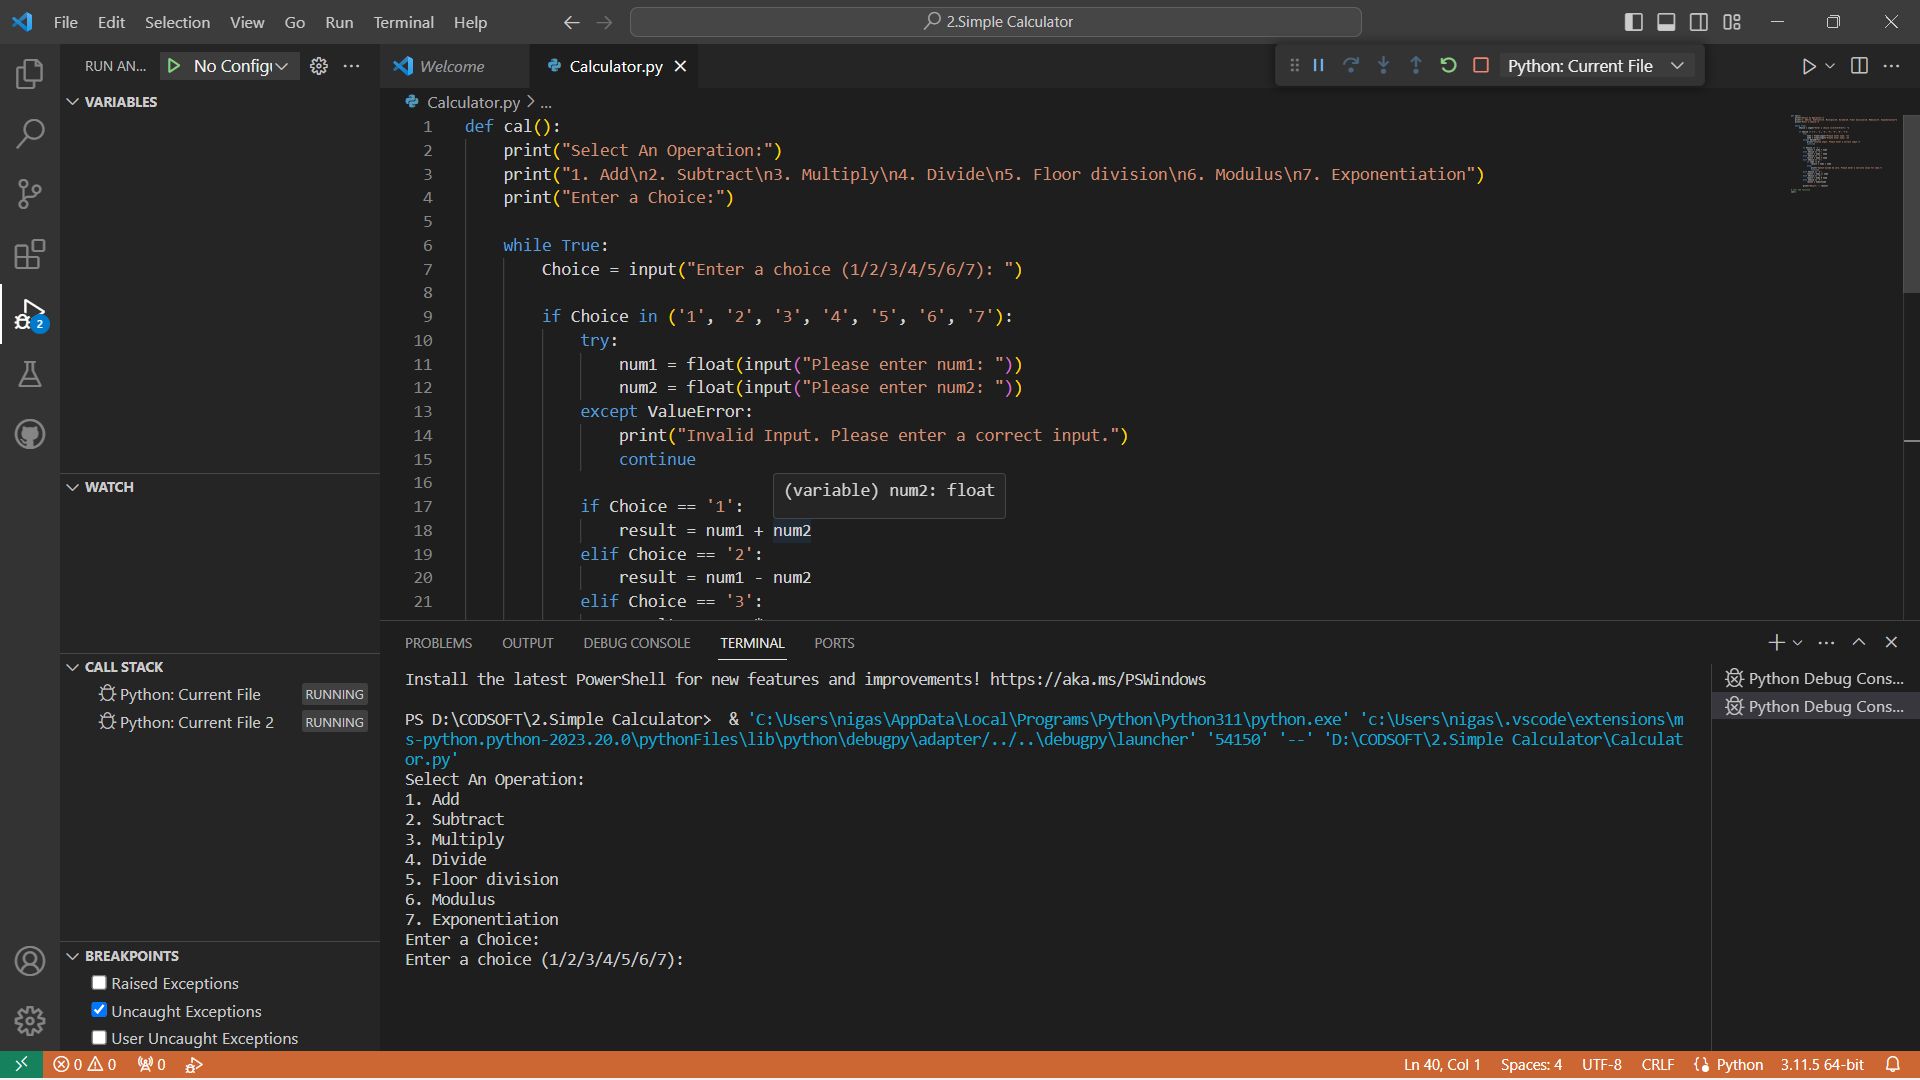 File Edit Selection View Go Run Terminal Help
2.Simple Calculator
RUN AN... No Config
Welcome
Calculator.py
Python: Current File
VARIABLES
Calculator.py > ...
1 def cal():
2 print("Select An Operation:")
3 print("1. Add\n2. Subtract\n3. Multiply\n4. Divide\n5. Floor division\n6. Modulus\n7. Exponentiation")
4 print("Enter a Choice:")
5
6 while True:
7 Choice = input("Enter a choice (1/2/3/4/5/6/7): ")
8
9 if Choice in ('1', '2', '3', '4', '5', '6', '7'):
10 try:
11 num1 = float(input("Please enter num1: "))
12 num2 = float(input("Please enter num2: "))
13 except ValueError:
14 print("Invalid Input. Please enter a correct input.")
15 continue
16
(variable) num2: float
17 if Choice == '1':
18 result = num1 + num2
19 elif Choice == '2':
20 result = num1 - num2
21 elif Choice == '3':
2
WATCH
CALL STACK
Python: Current File RUNNING
Python: Current File 2 RUNNING
BREAKPOINTS
Raised Exceptions
Uncaught Exceptions
User Uncaught Exceptions
PROBLEMS OUTPUT DEBUG CONSOLE TERMINAL PORTS
Install the latest PowerShell for new features and improvements! https://aka.ms/PSWindows
PS D:\CODSOFT\2.Simple Calculator> & 'C:\Users\nigas\AppData\Local\Programs\Python\Python311\python.exe' 'c:\Users\nigas\.vscode\extensions\m
s-python.python-2023.20.0\pythonFiles\lib\python\debugpy\adapter/../..\debugpy\launcher' '54150' '--' 'D:\CODSOFT\2.Simple Calculator\Calculat
or.py'
Select An Operation:
1. Add
2. Subtract
3. Multiply
4. Divide
5. Floor division
6. Modulus
7. Exponentiation
Enter a Choice:
Enter a choice (1/2/3/4/5/6/7):
Python Debug Cons...
Python Debug Cons...
0 0 0
Ln 40, Col 1 Spaces: 4 UTF-8 CRLF Python 3.11.5 64-bit